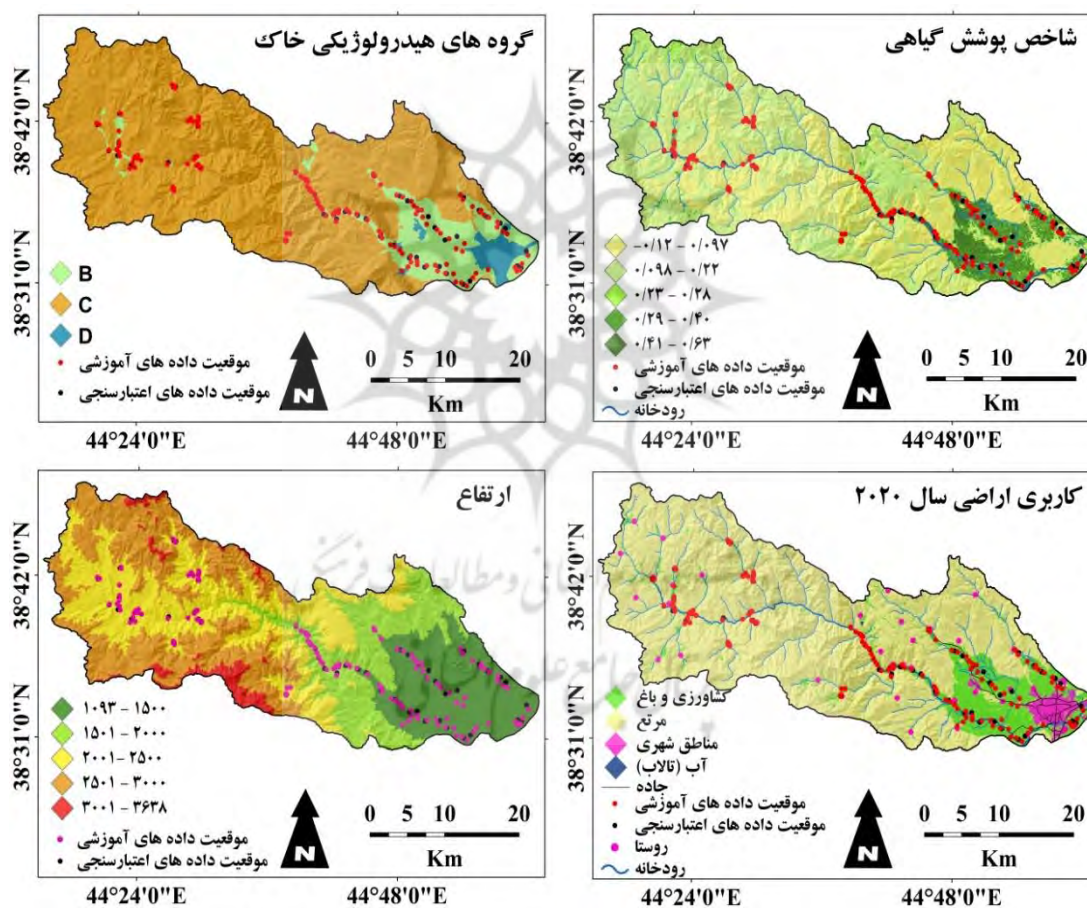 گروه های هیدرولوژیکی خاک
38°42'0"N
38°31'0"N
B
C
D
موقعیت داده های آموزشی
موقعیت داده های اعتبارسنجی
N
0 5 10 20
Km
44°24'0"E 44°48'0"E
شاخص پوشش گیاهی
38°42'0"N
38°31'0"N
-۰/۱۲ - ۰/۰۹۷
۰/۰۹۸ - ۰/۲۲
۰/۲۳ - ۰/۲۸
۰/۲۹ - ۰/۴۰
۰/۴۱ - ۰/۶۳
موقعیت داده های آموزشی
موقعیت داده های اعتبارسنجی
رودخانه
N
0 5 10 20
Km
44°24'0"E 44°48'0"E
ارتفاع
38°42'0"N
38°31'0"N
۱۰۹۳ - ۱۵۰۰
۱۵۰۱ - ۲۰۰۰
۲۰۰۱ - ۲۵۰۰
۲۵۰۱ - ۳۰۰۰
۳۰۰۱ - ۳۶۳۸
موقعیت داده های آموزشی
موقعیت داده های اعتبارسنجی
N
0 5 10 20
Km
44°24'0"E 44°48'0"E
کاربری اراضی سال ۲۰۲۰
38°42'0"N
38°31'0"N
کشاورزی و باغ
مرتع
مناطق شهری
آب (تالاب)
جاده
موقعیت داده های آموزشی
موقعیت داده های اعتبارسنجی
روستا
رودخانه
N
0 5 10 20
Km
44°24'0"E 44°48'0"E